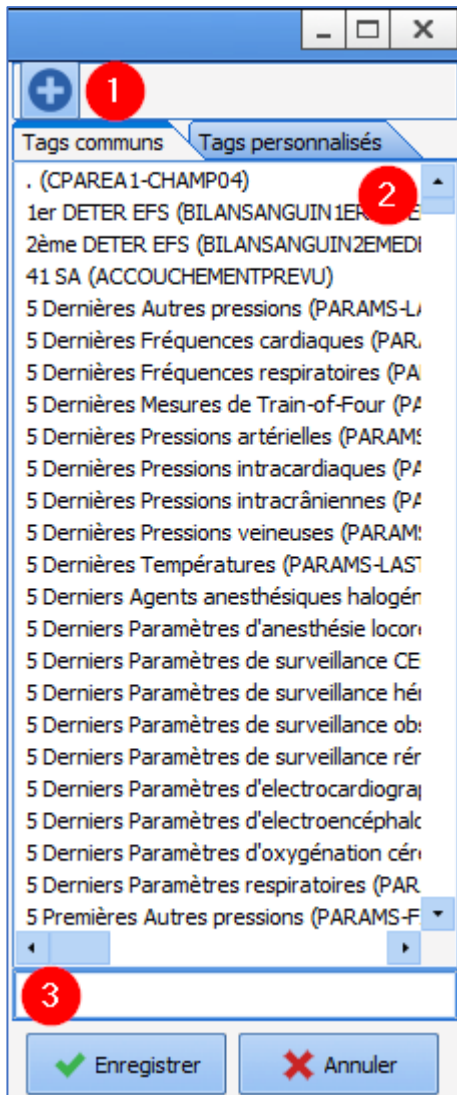 1
Tags communs Tags personnalisés
. (CPAREA1-CHAMP04)
2
1er DETER EFS (BILANSANGUIN1ER
2ème DETER EFS (BILANSANGUIN2EMEDE
41 SA (ACCOUCHEMENTPREVU)
5 Dernières Autres pressions (PARAMS-LA
5 Dernières Fréquences cardiaques (PARA
5 Dernières Fréquences respiratoires (PA
5 Dernières Mesures de Train-of-Four (PA
5 Dernières Pressions artérielles (PARAMS
5 Dernières Pressions intracardiaques (PA
5 Dernières Pressions intracrâniennes (PA
5 Dernières Pressions veineuses (PARAMS
5 Dernières Températures (PARAMS-LAST
5 Derniers Agents anesthésiques halogén
5 Derniers Paramètres d'anesthésie locor
5 Derniers Paramètres de surveillance CE
5 Derniers Paramètres de surveillance hé
5 Derniers Paramètres de surveillance obs
5 Derniers Paramètres de surveillance rén
5 Derniers Paramètres d'electrocardiograp
5 Derniers Paramètres d'electroencéphalo
5 Derniers Paramètres d'oxygénation céré
5 Derniers Paramètres respiratoires (PAR
5 Premières Autres pressions (PARAMS-F
3
Enregistrer Annuler